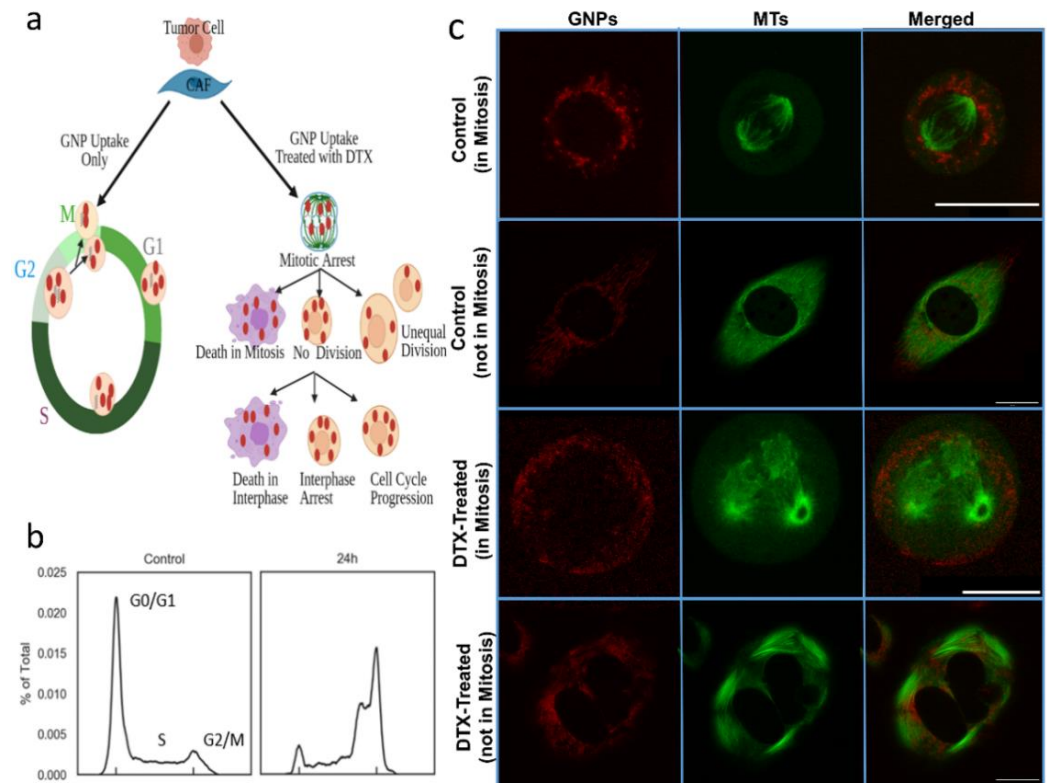 a
Tumor Cell
CAF
GNP Uptake
Only
GNP Uptake
Treated with DTX
M
G1
G2
S
Mitotic Arrest
Death in Mitosis
No Division
Unequal
Division
Death in
Interphase
Interphase
Arrest
Cell Cycle
Progression
b
Control
24h
% of Total
0.025
0.020
0.015
0.010
0.005
0.000
G0/G1
S
G2/M
c
GNPs
MTs
Merged
Control
(in Mitosis)
Control
(not in Mitosis)
DTX-Treated
(in Mitosis)
DTX-Treated
(not in Mitosis)